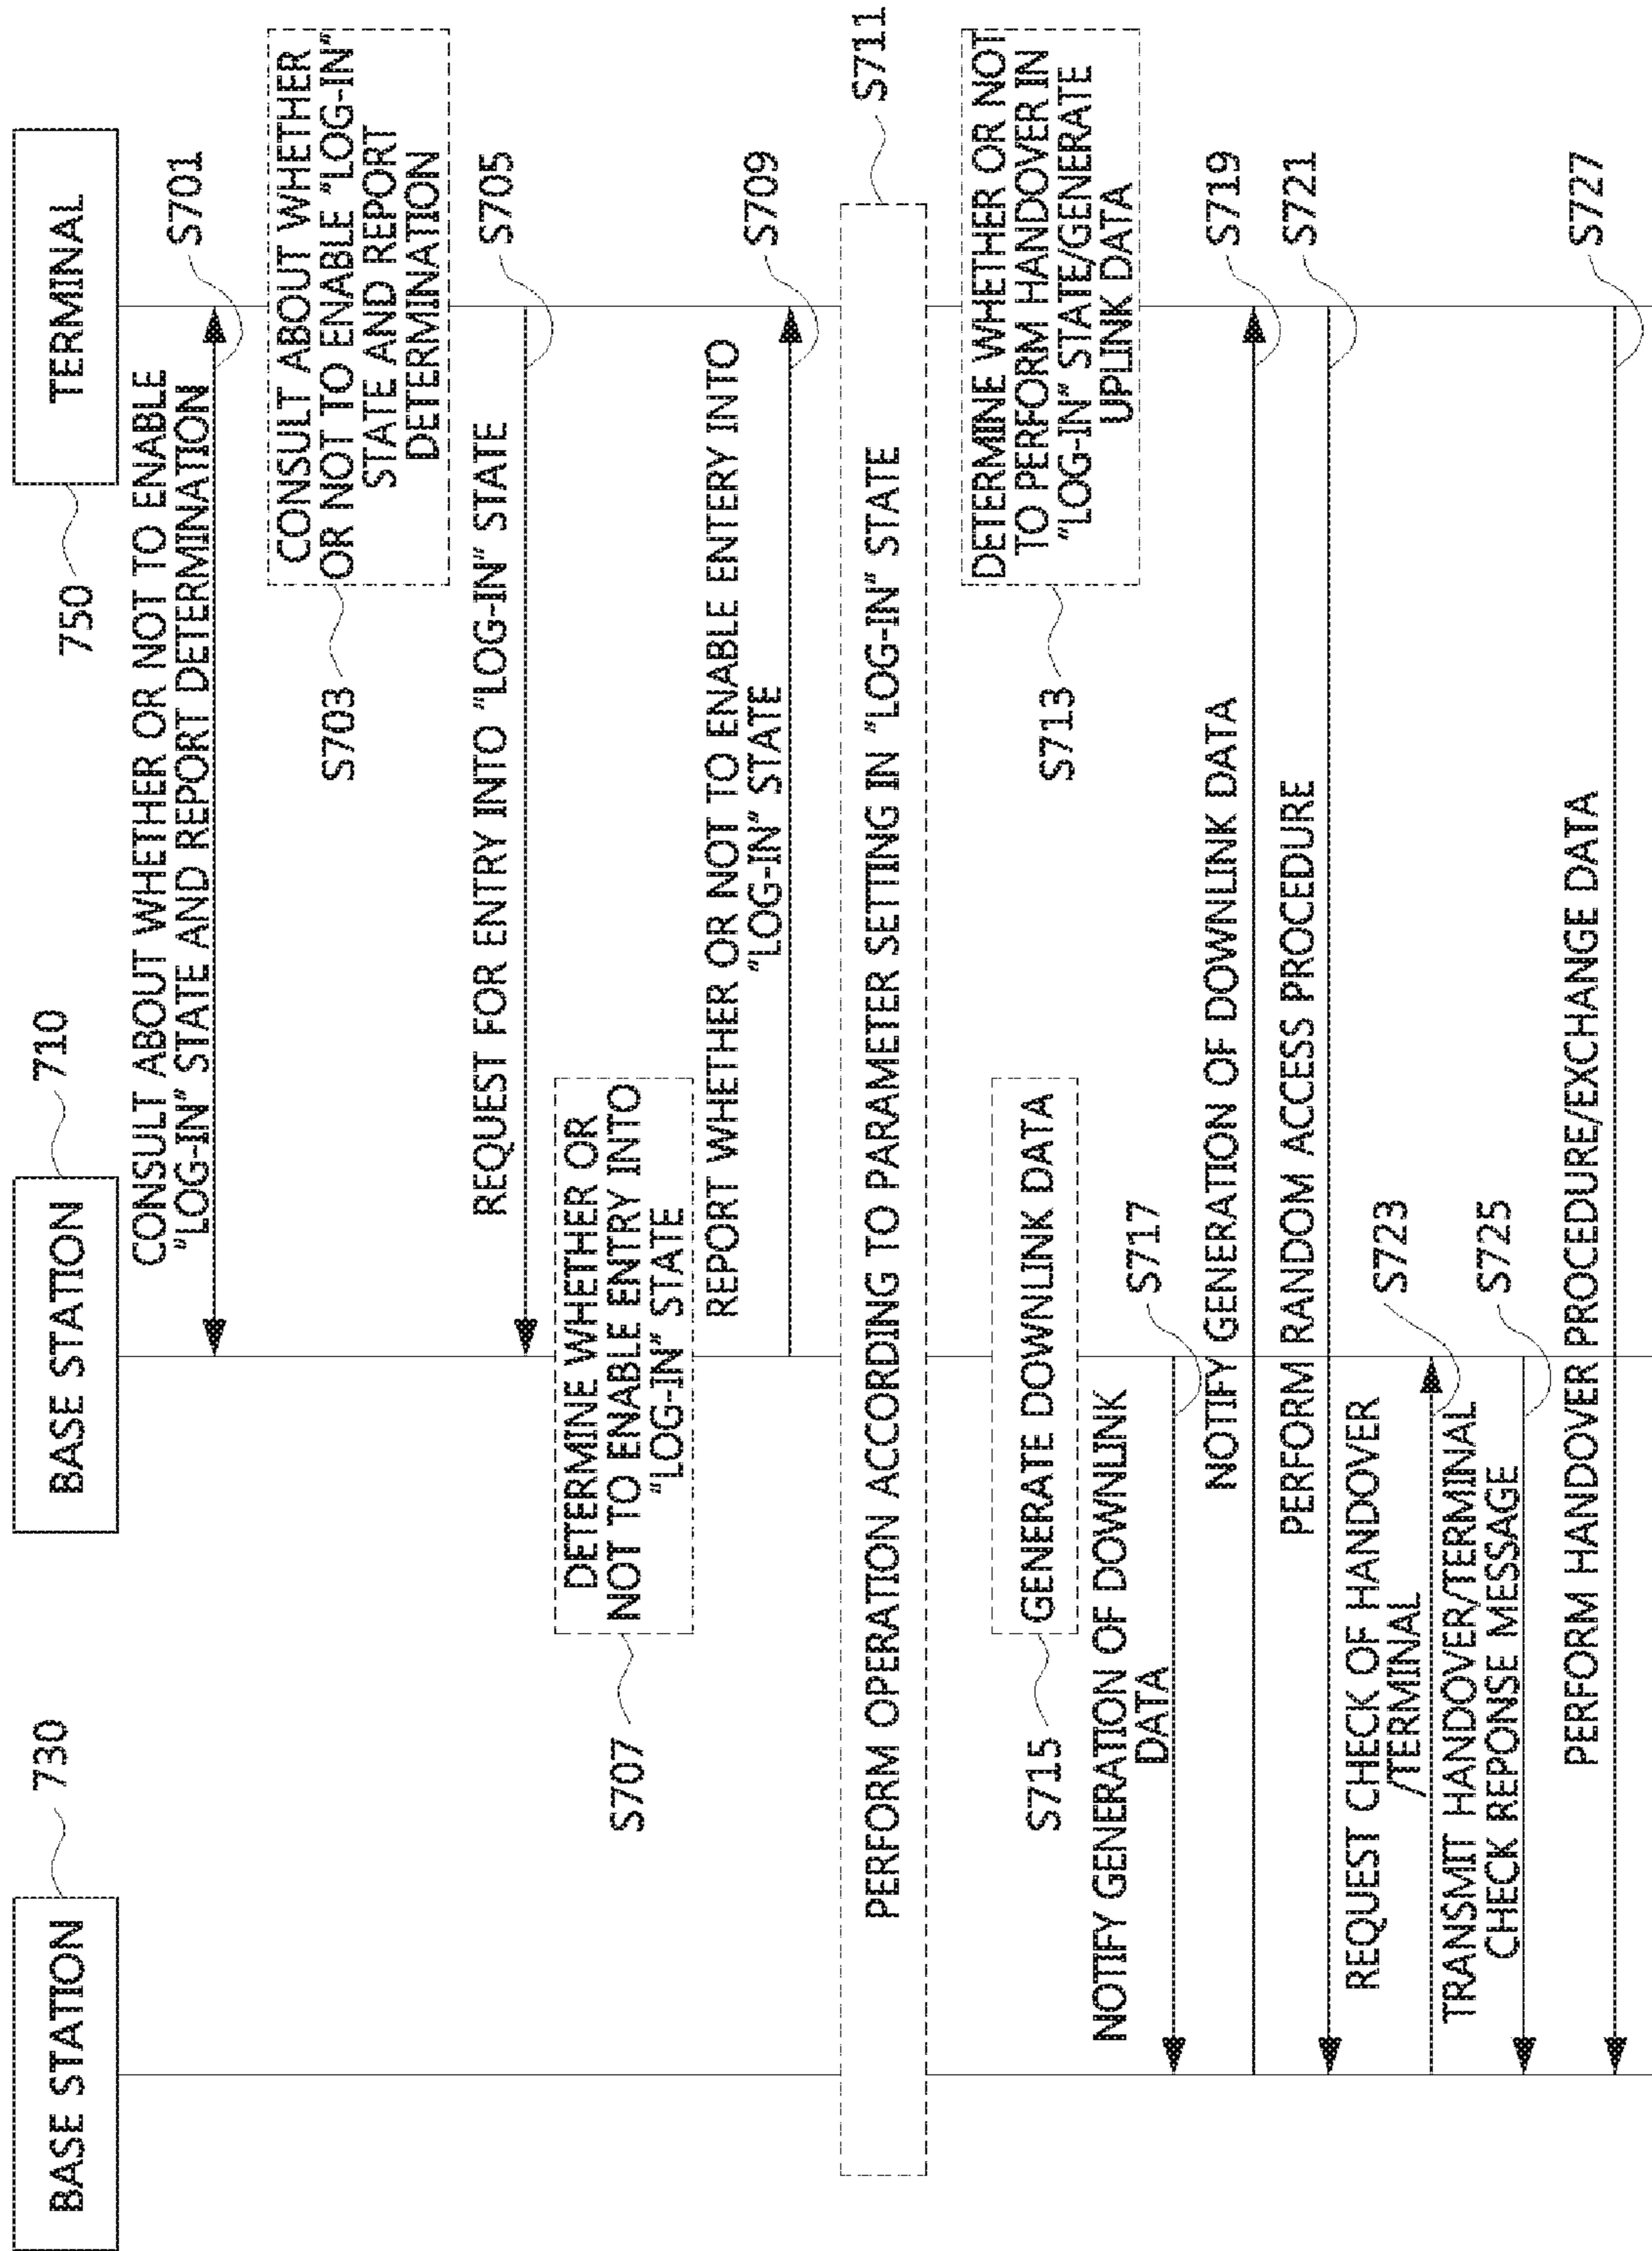 BASE STATION
730
BASE STATION
710
TERMINAL
750
CONSULT ABOUT WHETHER OR NOT TO ENABLE
"LOG-IN" STATE AND REPORT DETERMINATION
S701
CONSULT ABOUT WHETHER
OR NOT TO ENABLE "LOG-IN"
STATE AND REPORT
DETERMINATION
S703
REQUEST FOR ENTRY INTO "LOG-IN" STATE
S705
DETERMINE WHETHER OR
NOT TO ENABLE ENTRY INTO
"LOG-IN" STATE
S707
REPORT WHETHER OR NOT TO ENABLE ENTERY INTO
"LOG-IN" STATE
S709
PERFORM OPERATION ACCORDING TO PARAMETER SETTING IN "LOG-IN" STATE
S711
DETERMINE WHETHER OR NOT
TO PERFORM HANDOVER IN
"LOG-IN" STATE/GENERATE
UPLINK DATA
S713
GENERATE DOWNLINK DATA
S715
NOTIFY GENERATION OF DOWNLINK
DATA
S717
NOTIFY GENERATION OF DOWNLINK DATA
S719
PERFORM RANDOM ACCESS PROCEDURE
S721
REQUEST CHECK OF HANDOVER
/TERMINAL
S723
TRANSMIT HANDOVER/TERMINAL
CHECK REPONSE MESSAGE
S725
PERFORM HANDOVER PROCEDURE/EXCHANGE DATA
S727